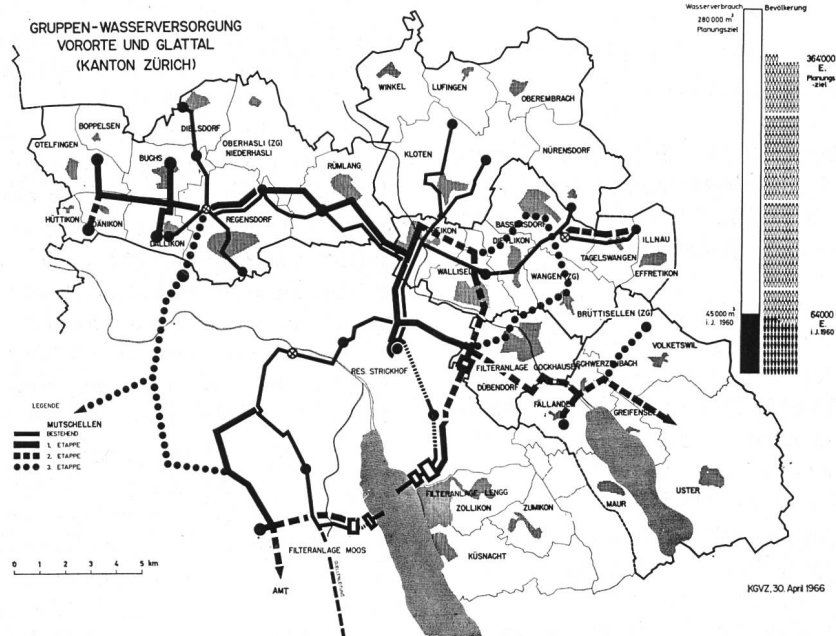 GRUPPEN-WASSERVERSORGUNG
VORORTE UND GLATTAL
(KANTON ZÜRICH)
Wasserverbrauch
280 000 m³
Planungsziel
Bevölkerung
364'000
E.
Planungs
-ziel
45 000 m³
i.J. 1960
64'000
E.
i.J. 1960
WINKEL
LUFINGEN
OBEREMBRACH
BOPPELSEN
OTELFINGEN
DIELSDORF
OBERHASLI (ZG)
NIEDERHASLI
BUCHS
RÜMLANG
KLOTEN
NÜRENSDORF
HÜTTIKON
DÄNIKON
DÄLLIKON
REGENSDORF
BASSERSDORF
DIETLIKON
ILLNAU
TAGELSWANGEN
EFFRETIKON
WANGEN (ZG)
BRÜTTISELLEN (ZG)
VOLKETSWIL
RES. STRICKHOF
FILTERANLAGE GOCKHAUSEN
SCHWERZENBACH
DÜBENDORF
FÄLLANDEN
GREIFENSEE
LEGENDE
MUTSCHELLEN
BESTEHEND
1. ETAPPE
2. ETAPPE
3. ETAPPE
FILTERANLAGE LENGG
ZOLLIKON
ZUMIKON
MAUR
USTER
FILTERANLAGE MOOS
KÜSNACHT
0 1 2 3 4 5 km
AMT
KGVZ, 30. April 1966